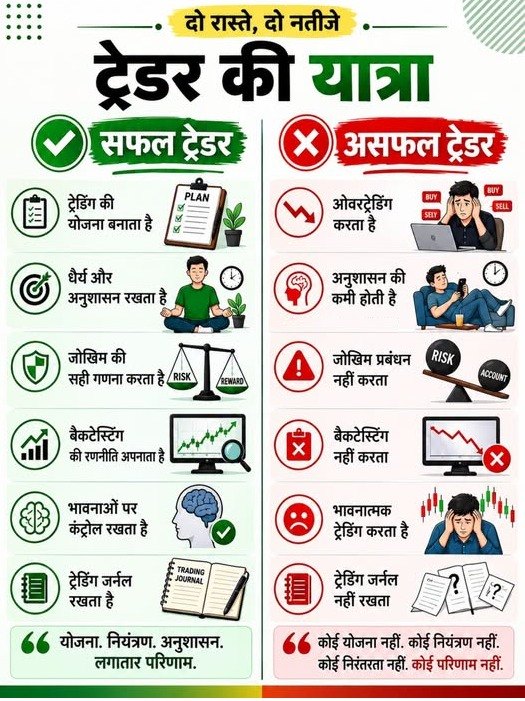 दो रास्ते, दो नतीजे
ट्रेडर की यात्रा
सफल ट्रेडर
ट्रेडिंग की
योजना बनाता है
PLAN
धैर्य और
अनुशासन रखता है
जोखिम की
सही गणना करता है
RISK
REWARD
बैकटेस्टिंग
की रणनीति अपनाता है
भावनाओं पर
कंट्रोल रखता है
ट्रेडिंग जर्नल
रखता है
TRADING
JOURNAL
योजना. नियंत्रण. अनुशासन.
लगातार परिणाम.
असफल ट्रेडर
ओवरट्रेडिंग
करता है
BUY
BUY
SELY
SELL
अनुशासन की
कमी होती है
जोखिम प्रबंधन
नहीं करता
RISK
ACCOUNT
बैकटेस्टिंग
नहीं करता
भावनात्मक
ट्रेडिंग करता है
ट्रेडिंग जर्नल
नहीं रखता
?
?
कोई योजना नहीं. कोई नियंत्रण नहीं.
कोई निरंतरता नहीं. कोई परिणाम नहीं.